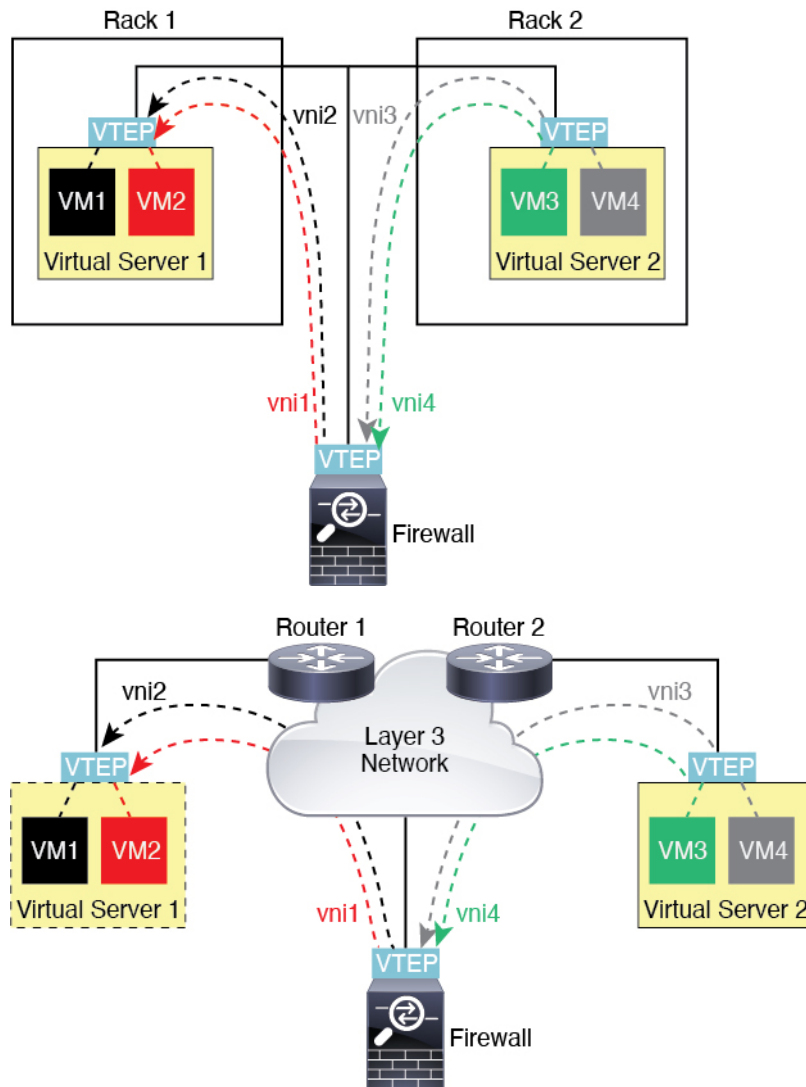 Rack 1
Rack 2
vni2
vni3
VTEP
VTEP
VM1
VM2
VM3
VM4
Virtual Server 1
Virtual Server 2
vni1
vni4
VTEP
Firewall
Router 1
Router 2
vni2
vni3
Layer 3
Network
VTEP
VTEP
VM1
VM2
VM3
VM4
Virtual Server 1
Virtual Server 2
vni1
vni4
VTEP
Firewall